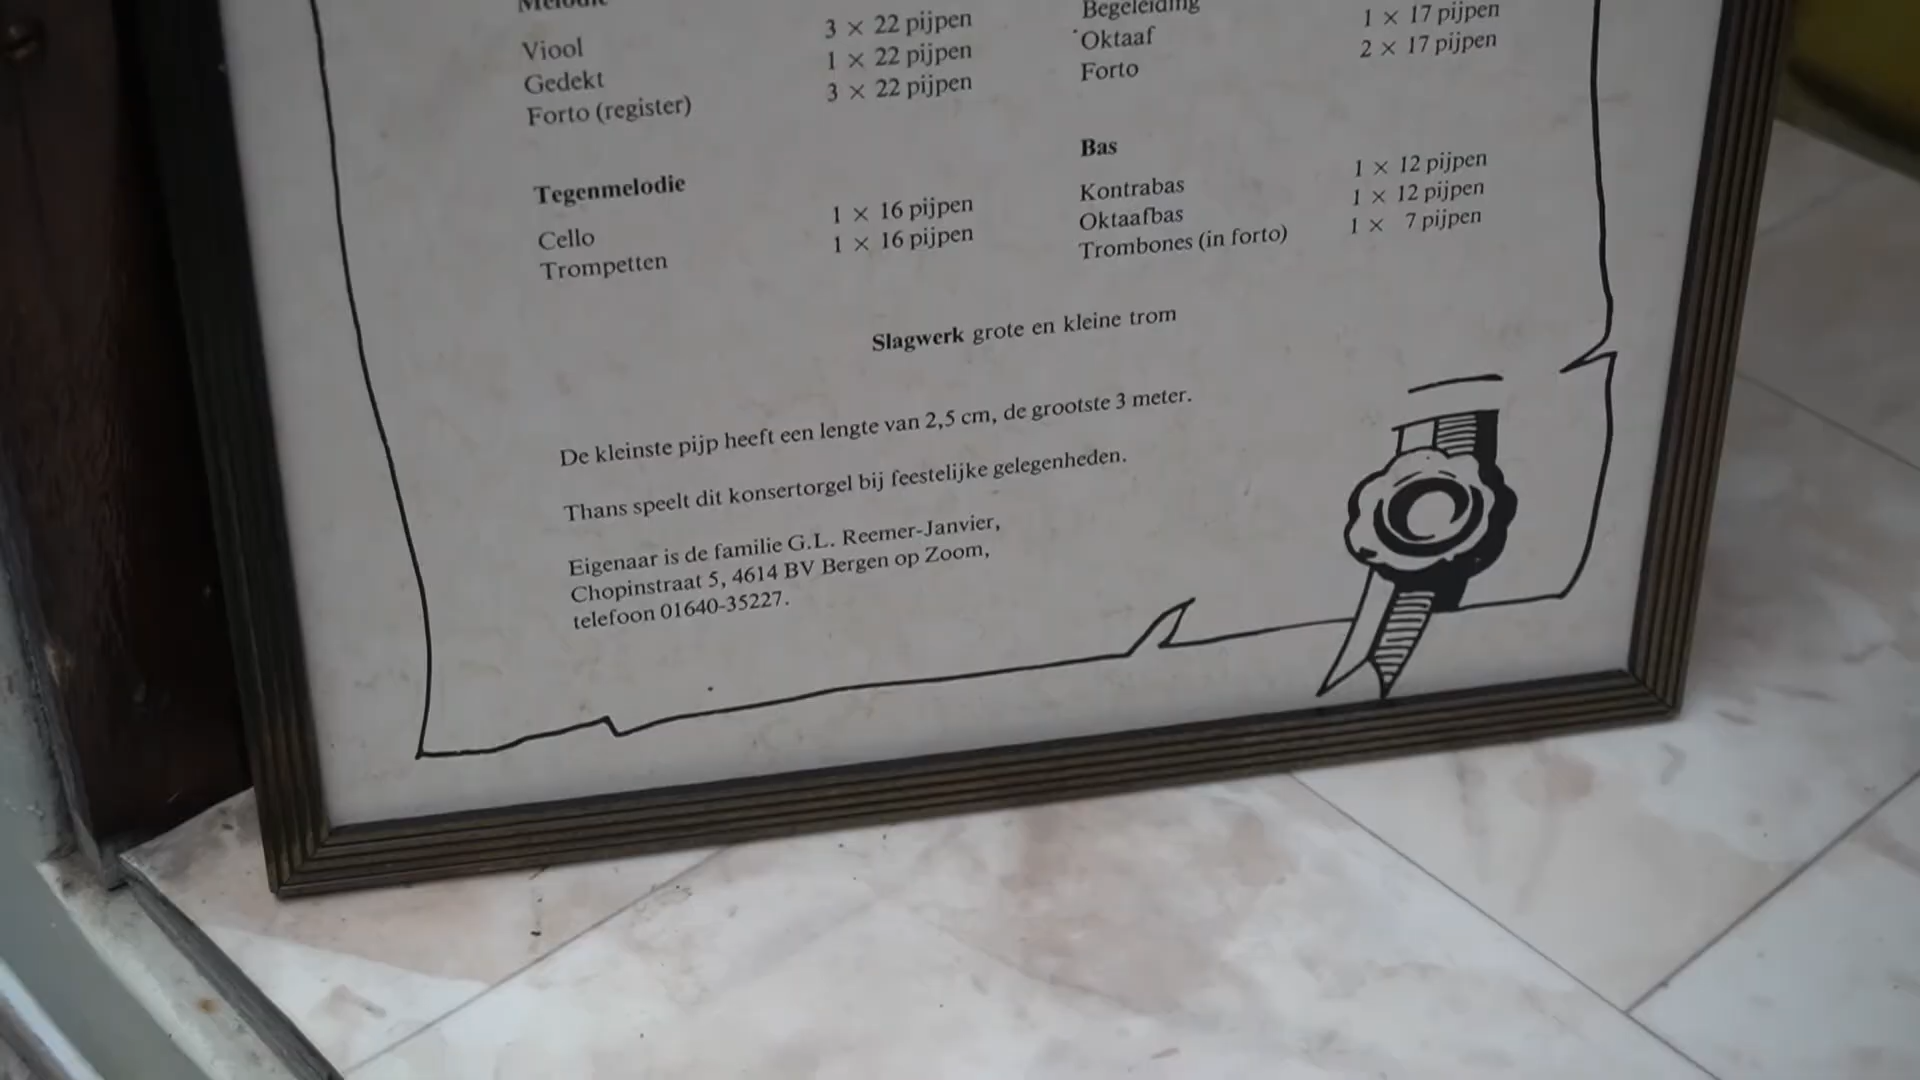 Melodie
Viool 3 × 22 pijpen
Gedekt 1 × 22 pijpen
Forto (register) 3 × 22 pijpen
Tegenmelodie
Cello 1 × 16 pijpen
Trompetten 1 × 16 pijpen
Begeleiding
Oktaaf 1 × 17 pijpen
Forto 2 × 17 pijpen
Bas
Kontrabas 1 × 12 pijpen
Oktaafbas 1 × 12 pijpen
Trombones (in forto) 1 × 7 pijpen
Slagwerk grote en kleine trom
De kleinste pijp heeft een lengte van 2,5 cm, de grootste 3 meter.
Thans speelt dit konsertorgel bij feestelijke gelegenheden.
Eigenaar is de familie G.L. Reemer-Janvier,
Chopinstraat 5, 4614 BV Bergen op Zoom,
telefoon 01640-35227.